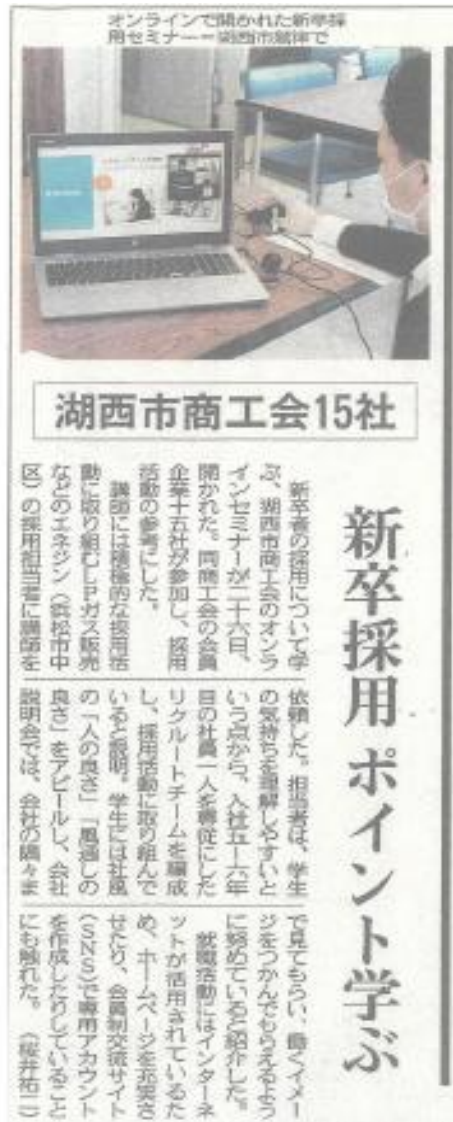 オンラインで開かれた新卒採
用セミナー＝湖西市鷲津で
湖西市商工会15社
新卒採用 ポイント学ぶ
新卒者の採用について学
ぶ、湖西市商工会のオンラ
インセミナーが二十六日、
開かれた。同商工会の会員
企業十五社が参加し、採用
活動の参考にした。
講師には積極的な採用活
動に取り組むＬＰガス販売
などのエネジン（浜松市中
区）の採用担当者に講師を
依頼した。担当者は、学生
の気持ちを理解しやすいと
いう点から、入社五－六年
目の社員一人を専従にした
リクルートチームを編成
し、採用活動に取り組んで
いると説明。学生には社風
の「人の良さ」「風通しの
良さ」をアピールし、会社
説明会では、会社の隅々ま
で見てもらい、働くイメー
ジをつかんでもらえるよう
に努めていると紹介した。
就職活動にはインターネ
ットが活用されているた
め、ホームページを充実さ
せたり、会員制交流サイト
（ＳＮＳ）で専用アカウント
を作成したりしていること
にも触れた。（桜井祐二）